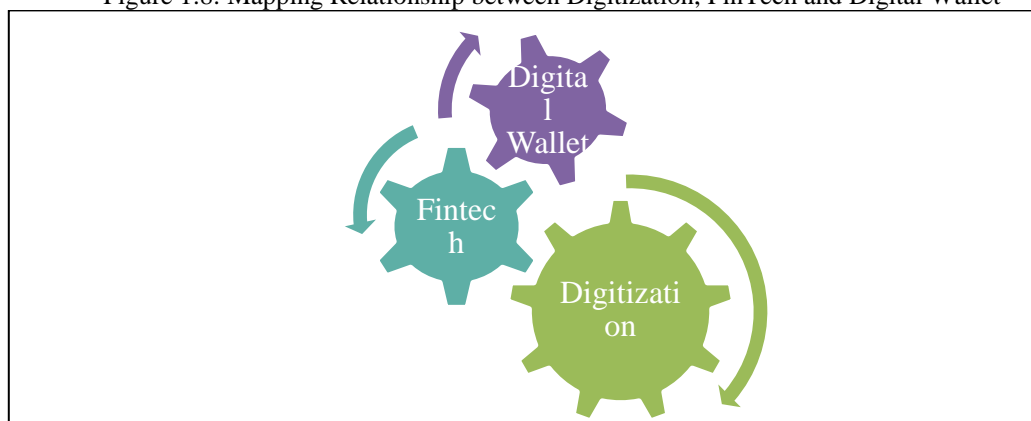 Figure 1.8: Mapping Relationship between Digitization, FinTech and Digital Wallet
Digita
l
Wallet
Fintec
h
Digitizati
on